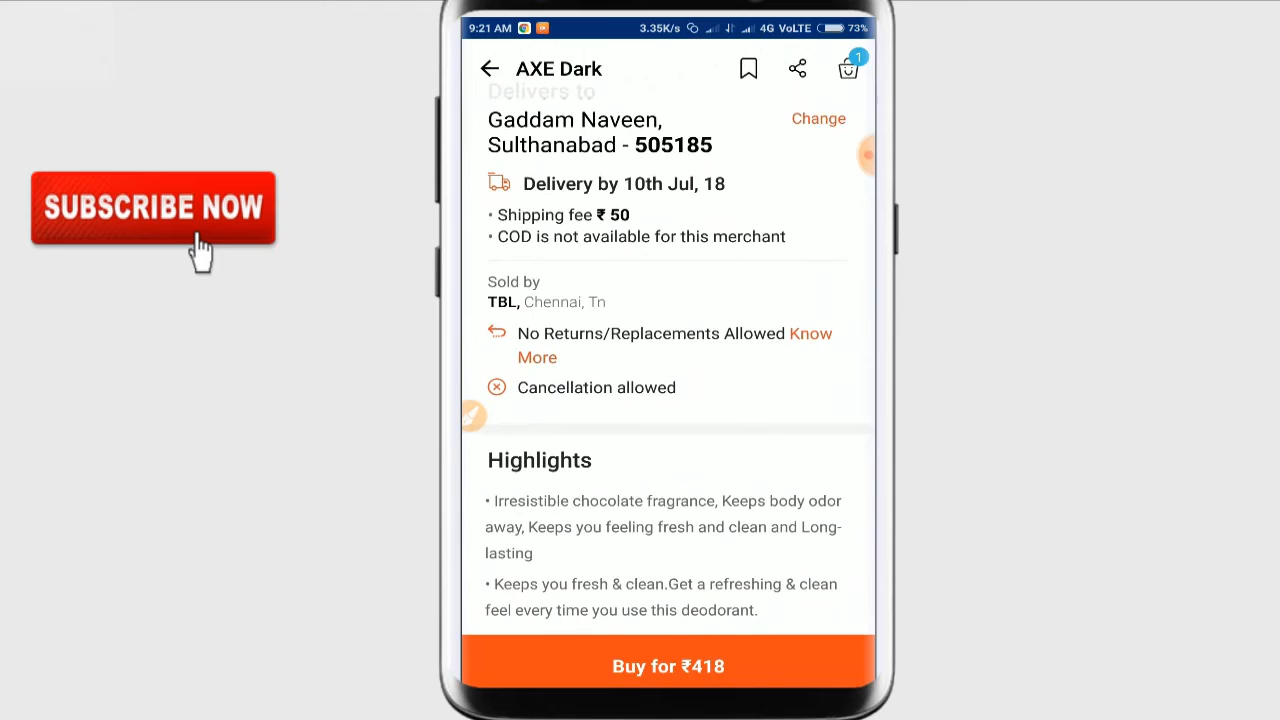 9:21 AM 3.35K/s 4G VoLTE 73%
AXE Dark 1
Delivers to
Gaddam Naveen, Change
Sulthanabad - 505185
SUBSCRIBE NOW
Delivery by 10th Jul, 18
• Shipping fee ₹ 50
• COD is not available for this merchant
Sold by
TBL, Chennai, Tn
No Returns/Replacements Allowed Know
More
Cancellation allowed
Highlights
• Irresistible chocolate fragrance, Keeps body odor
away, Keeps you feeling fresh and clean and Long-
lasting
• Keeps you fresh & clean.Get a refreshing & clean
feel every time you use this deodorant.
Buy for ₹418